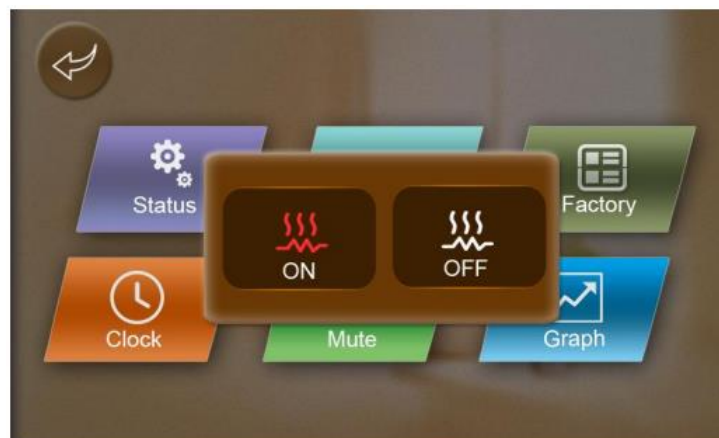 Status
Factory
ON
OFF
Clock
Mute
Graph